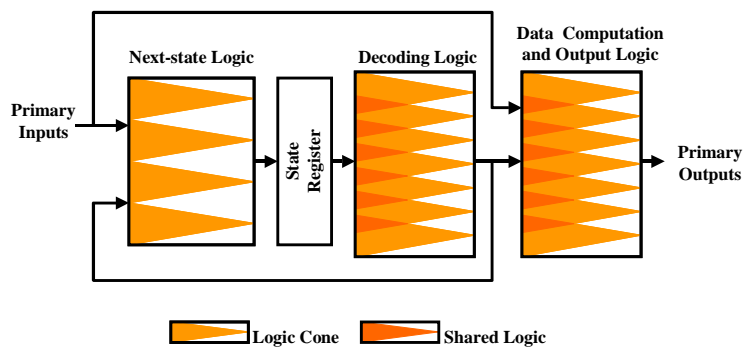 Data Computation
and Output Logic
Next-state Logic
Decoding Logic
Primary
Inputs
State
Register
Primary
Outputs
Logic Cone
Shared Logic